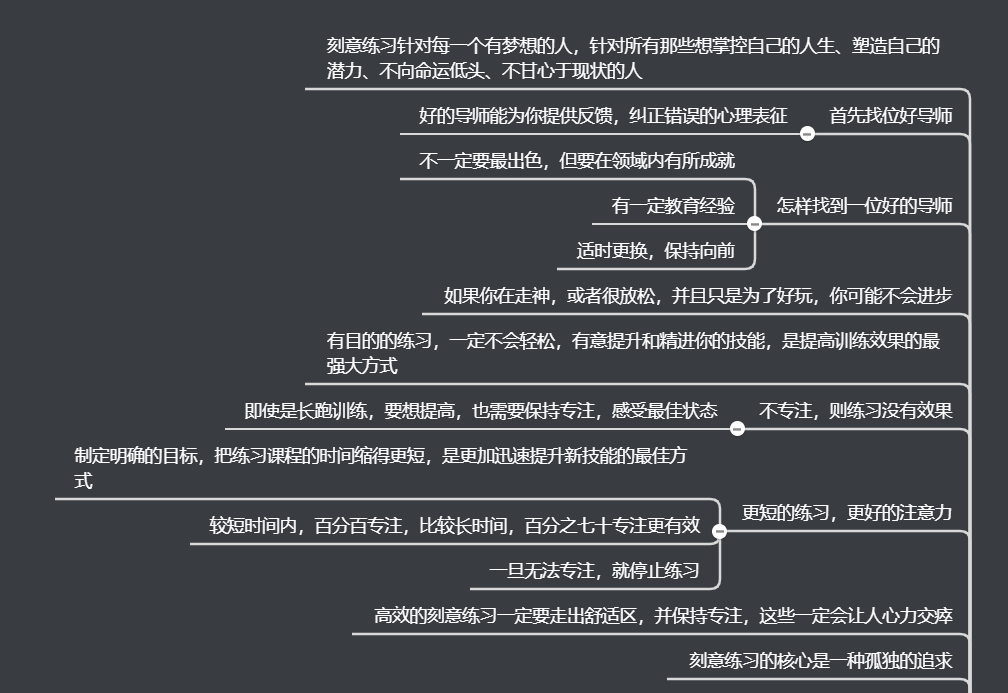 刻意练习针对每一个有梦想的人，针对所有那些想掌控自己的人生、塑造自己的
潜力、不向命运低头、不甘心于现状的人
首先找位好导师
好的导师能为你提供反馈，纠正错误的心理表征
怎样找到一位好的导师
不一定要最出色，但要在领域内有所成就
有一定教育经验
适时更换，保持向前
如果你在走神，或者很放松，并且只是为了好玩，你可能不会进步
有目的的练习，一定不会轻松，有意提升和精进你的技能，是提高训练效果的最
强大方式
不专注，则练习没有效果
即使是长跑训练，要想提高，也需要保持专注，感受最佳状态
更短的练习，更好的注意力
制定明确的目标，把练习课程的时间缩得更短，是更加迅速提升新技能的最佳方
式
较短时间内，百分百专注，比较长时间，百分之七十专注更有效
一旦无法专注，就停止练习
高效的刻意练习一定要走出舒适区，并保持专注，这些一定会让人心力交瘁
刻意练习的核心是一种孤独的追求